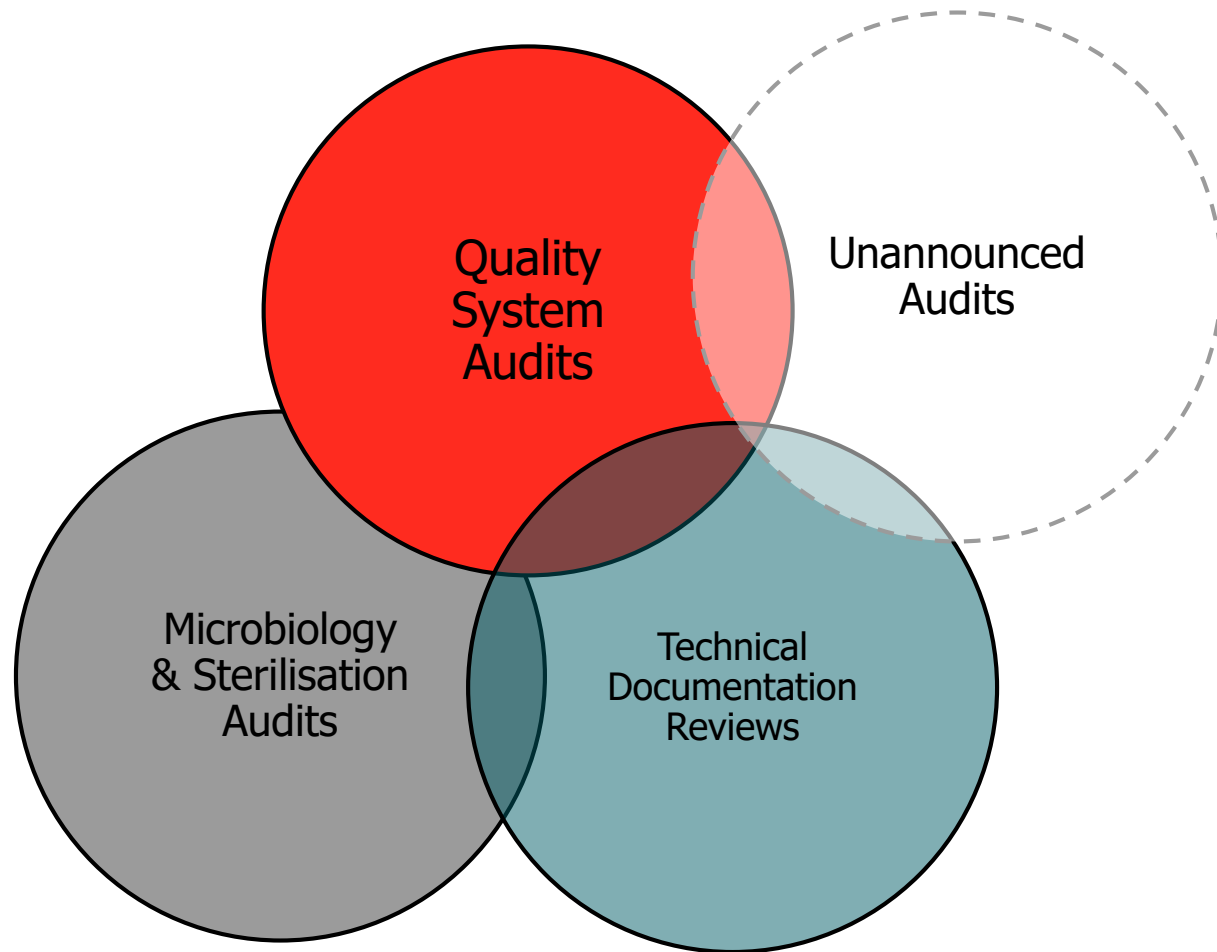 Quality
System
Audits
Unannounced
Audits
Microbiology
& Sterilisation
Audits
Technical
Documentation
Reviews